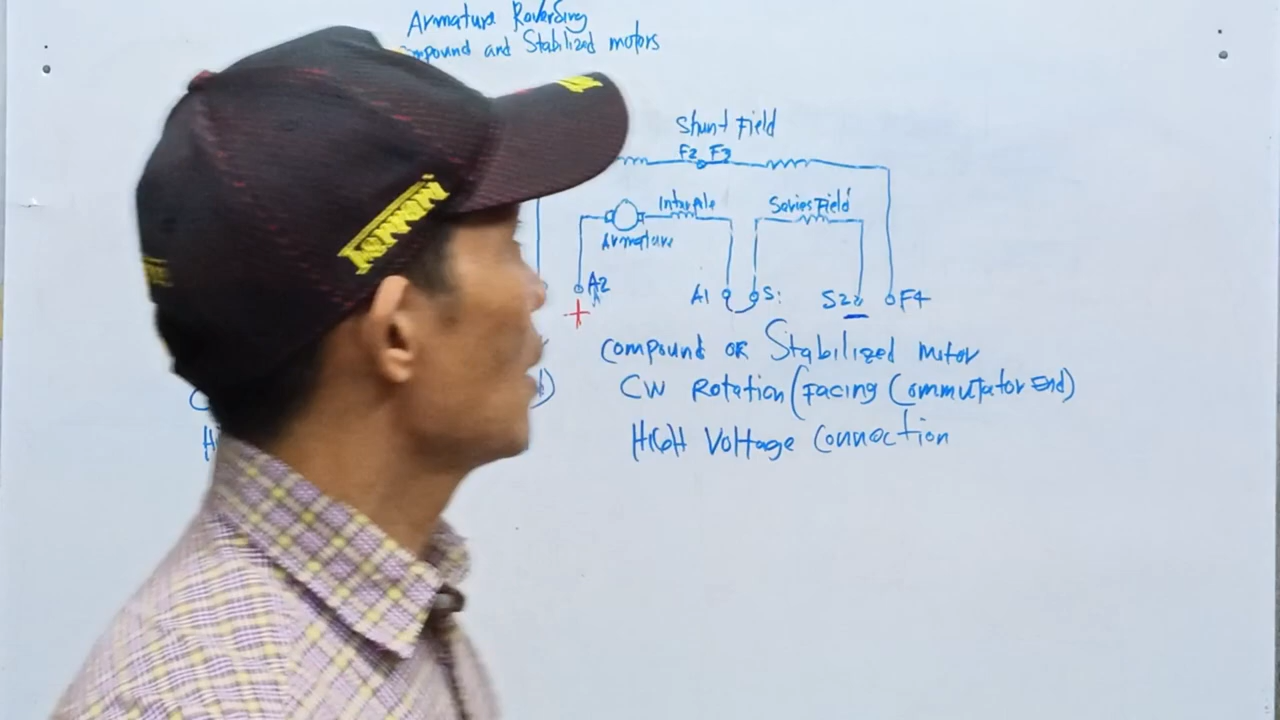 Armature Reversing
and Stabilized motors
Shunt Field
F2 F3
Interpole
Series Field
Armature
A2
A1
S1
S2
F4
+
Compound OR Stabilized motor
CW Rotation (Facing Commutator End)
HIGH Voltage Connection